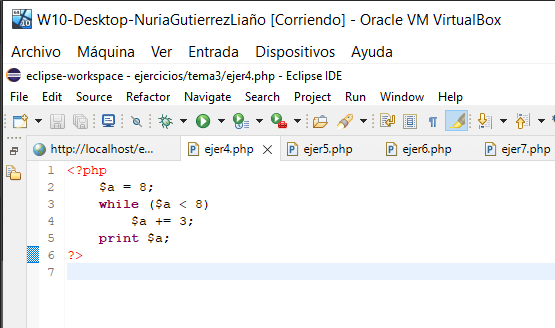 W10-Desktop-NuriaGutierrezLiaño [Corriendo] - Oracle VM VirtualBox
Archivo Máquina Ver Entrada Dispositivos Ayuda
eclipse-workspace - ejercicios/tema3/ejer4.php - Eclipse IDE
File Edit Source Refactor Navigate Search Project Run Window Help
http://localhost/e... ejer4.php ejer5.php ejer6.php ejer7.php
1 <?php
2 $a = 8;
3 while ($a < 8)
4 $a += 3;
5 print $a;
6 ?>
7